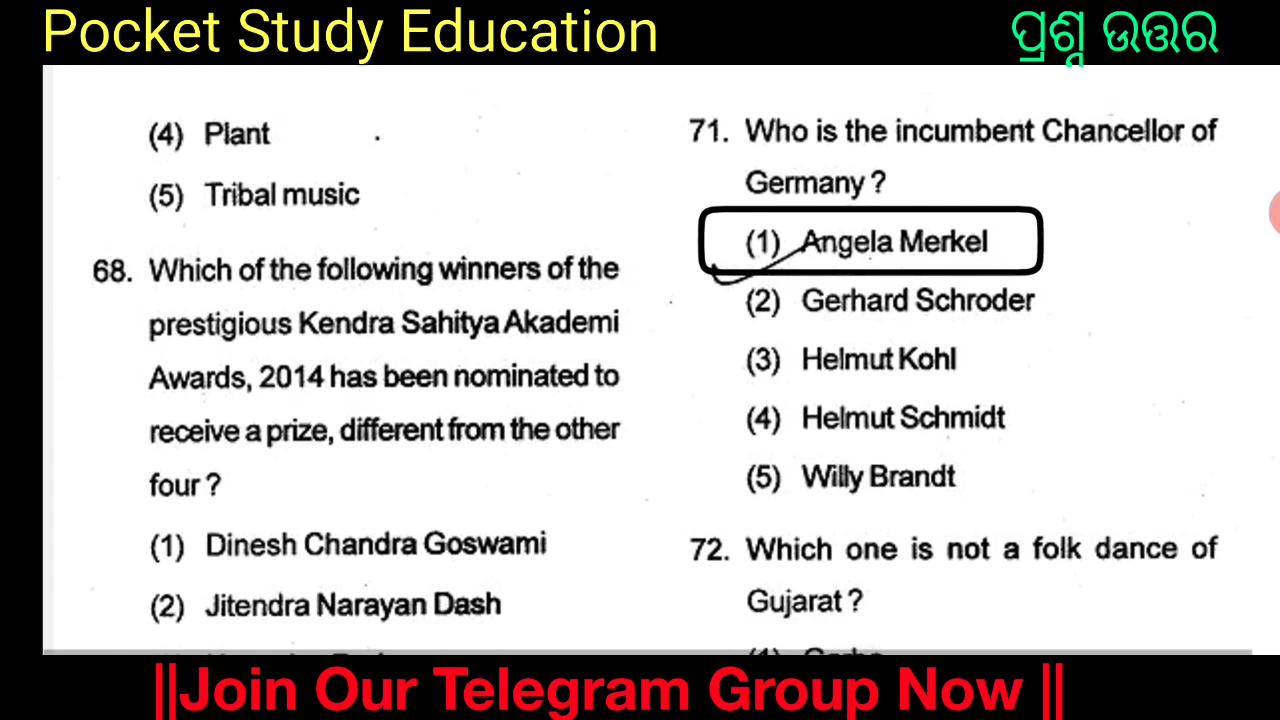 Pocket Study Education
ପ୍ରଶ୍ନ ଉତ୍ତର
(4) Plant
(5) Tribal music
68. Which of the following winners of the
prestigious Kendra Sahitya Akademi
Awards, 2014 has been nominated to
receive a prize, different from the other
four ?
(1) Dinesh Chandra Goswami
(2) Jitendra Narayan Dash
71. Who is the incumbent Chancellor of
Germany ?
(1) Angela Merkel
(2) Gerhard Schroder
(3) Helmut Kohl
(4) Helmut Schmidt
(5) Willy Brandt
72. Which one is not a folk dance of
Gujarat ?
||Join Our Telegram Group Now ||